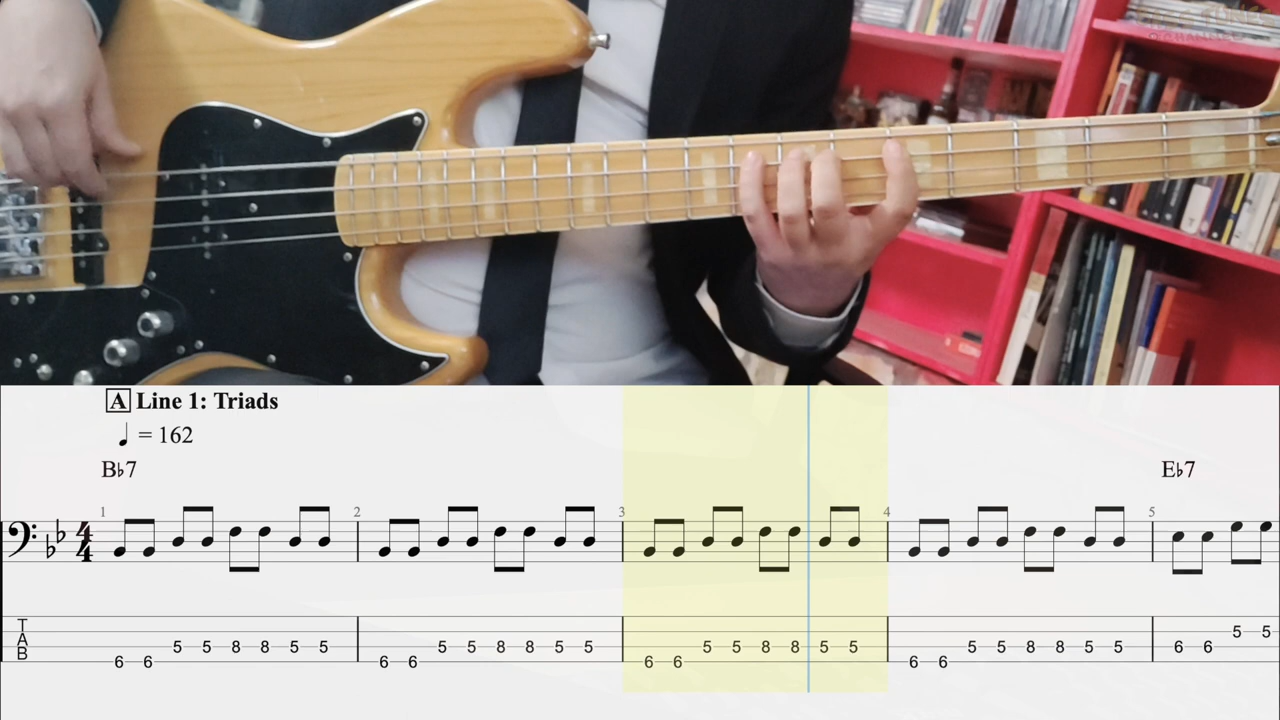 A Line 1: Triads
♩ = 162
B♭7 E♭7
1 2 3 4 5
4
4
T
A
B
5 5
5 5 8 8 5 5 5 5 8 8 5 5 5 5 8 8 5 5 5 5 8 8 5 5 6 6
6 6 6 6 6 6 6 6